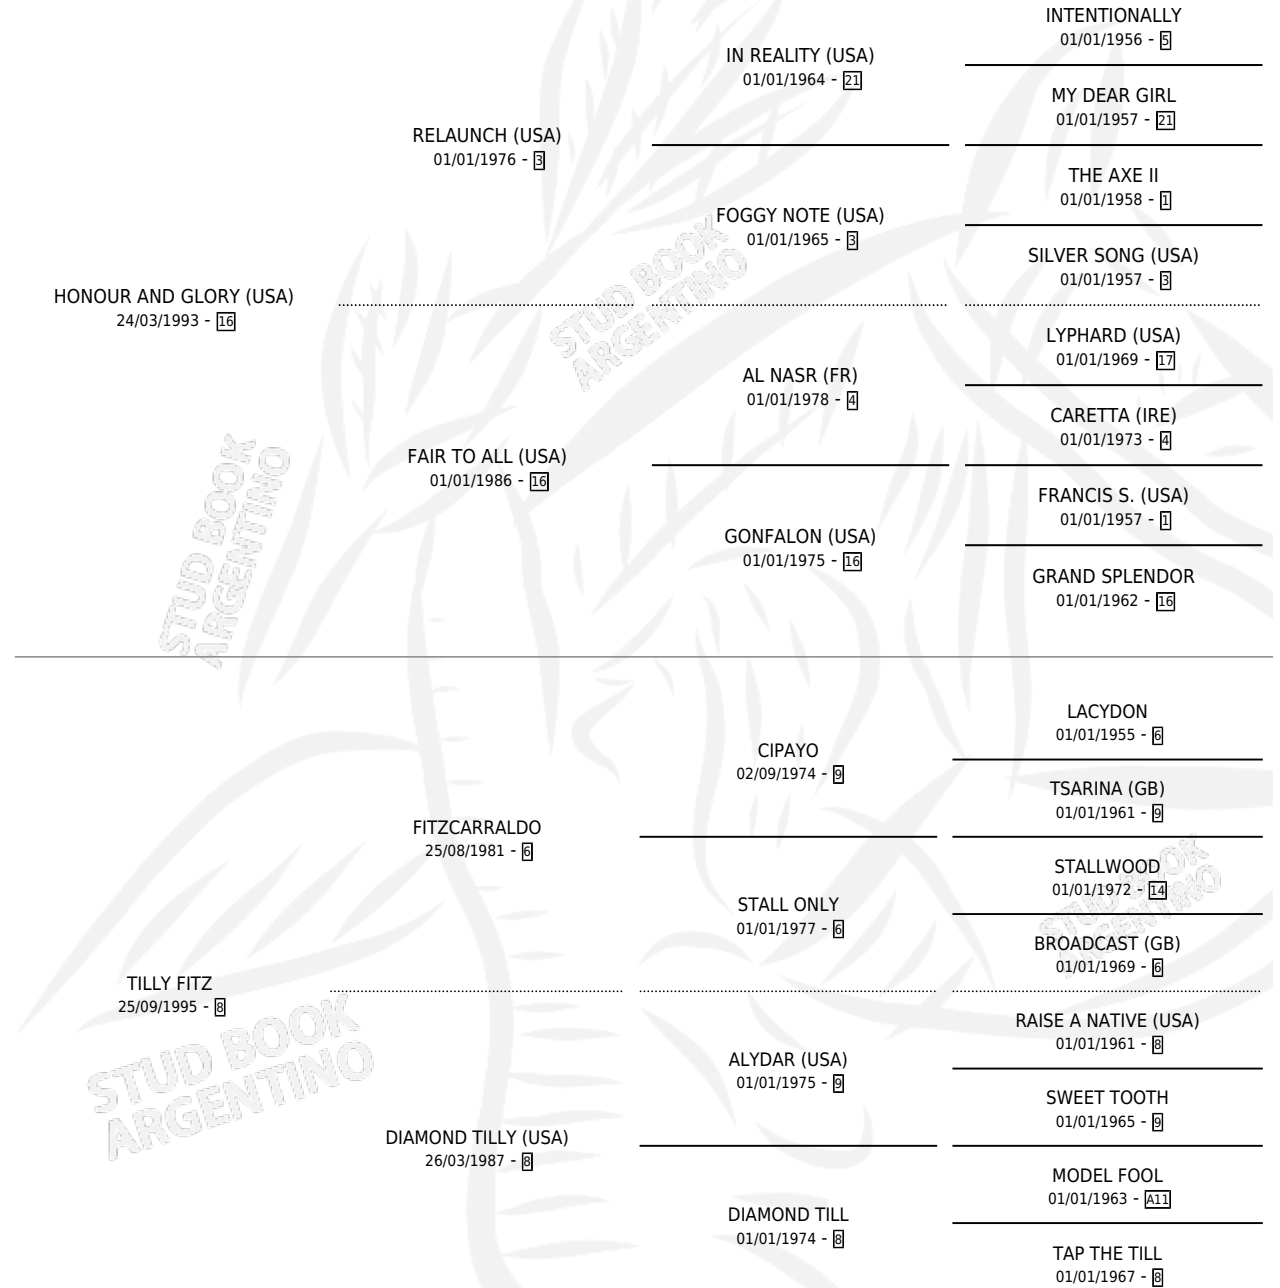 INTENTIONALLY
01/01/1956 - 5
IN REALITY (USA)
01/01/1964 - 21
MY DEAR GIRL
01/01/1957 - 21
RELAUNCH (USA)
01/01/1976 - 3
THE AXE II
01/01/1958 - 1
FOGGY NOTE (USA)
01/01/1965 - 3
SILVER SONG (USA)
01/01/1957 - 3
HONOUR AND GLORY (USA)
24/03/1993 - 16
STUD BOOK
ARGENTINO
LYPHARD (USA)
01/01/1969 - 17
AL NASR (FR)
01/01/1978 - 4
CARETTA (IRE)
01/01/1973 - 4
FAIR TO ALL (USA)
01/01/1986 - 16
FRANCIS S. (USA)
01/01/1957 - 1
GONFALON (USA)
01/01/1975 - 16
GRAND SPLENDOR
01/01/1962 - 16
STUD BOOK
ARGENTINO
LACYDON
01/01/1955 - 6
CIPAYO
02/09/1974 - 9
TSARINA (GB)
01/01/1961 - 9
FITZCARRALDO
25/08/1981 - 6
STALLWOOD
01/01/1972 - 14
STALL ONLY
01/01/1977 - 6
BROADCAST (GB)
01/01/1969 - 6
STUD BOOK
ARGENTINO
TILLY FITZ
25/09/1995 - 8
RAISE A NATIVE (USA)
01/01/1961 - 8
ALYDAR (USA)
01/01/1975 - 9
SWEET TOOTH
01/01/1965 - 9
STUD BOOK
ARGENTINO
DIAMOND TILLY (USA)
26/03/1987 - 8
MODEL FOOL
01/01/1963 - A11
DIAMOND TILL
01/01/1974 - 8
TAP THE TILL
01/01/1967 - 8